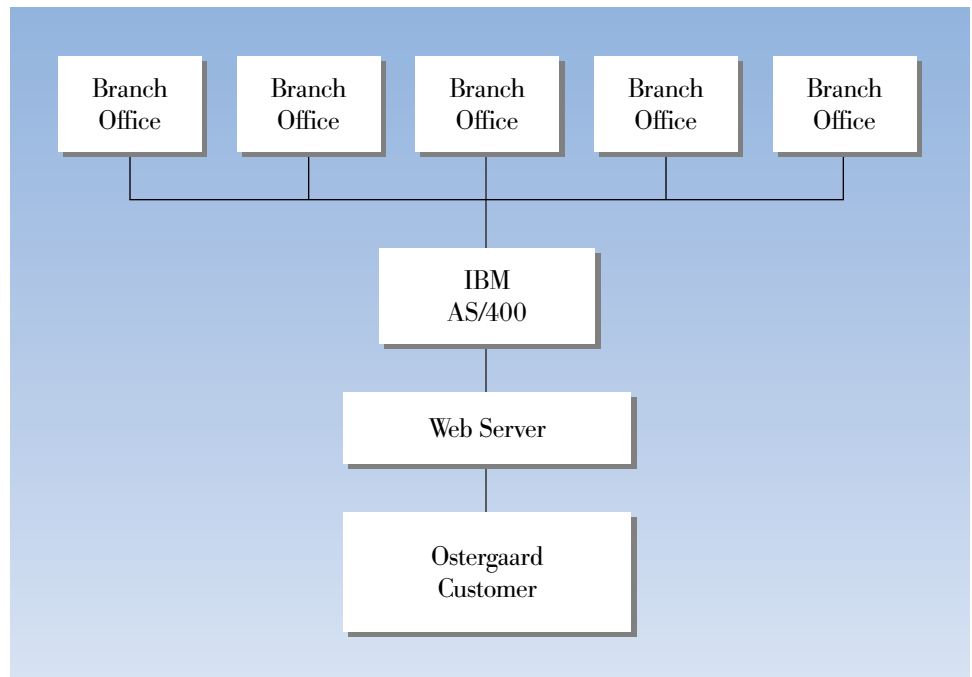 Branch
Office
Branch
Office
Branch
Office
Branch
Office
Branch
Office
IBM
AS/400
Web Server
Ostergaard
Customer